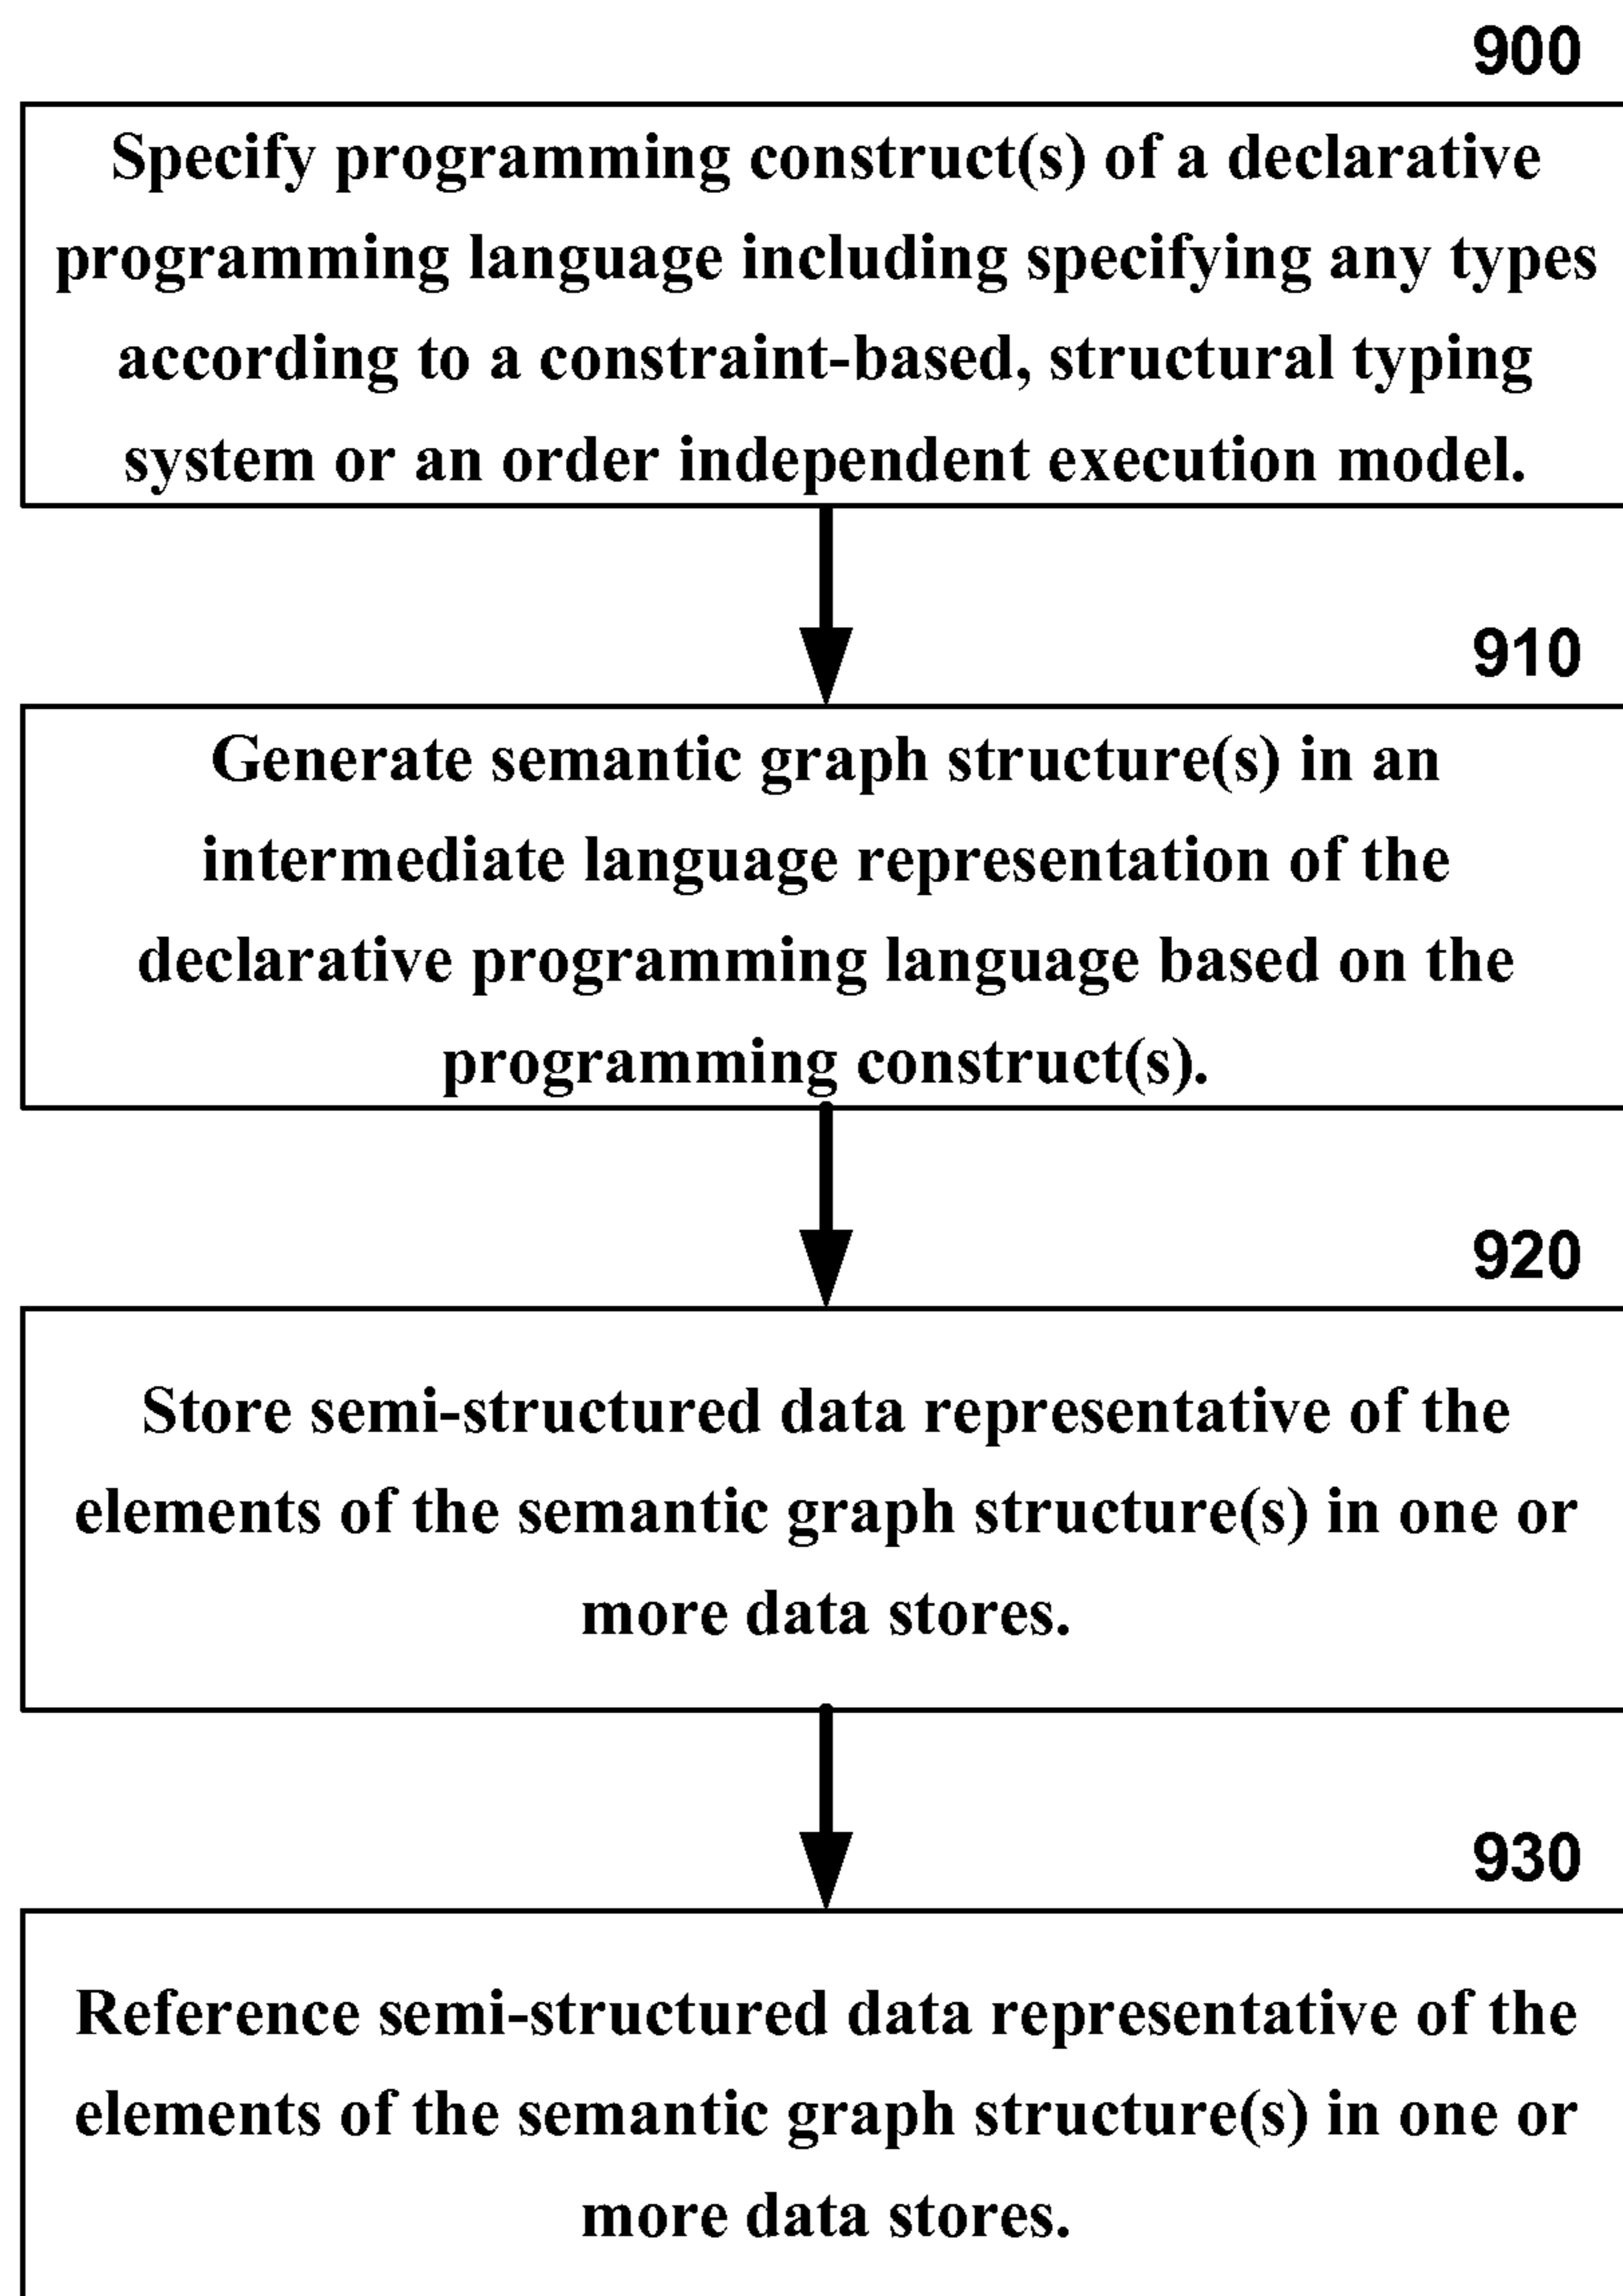 900
Specify programming construct(s) of a declarative
programming language including specifying any types
according to a constraint-based, structural typing
system or an order independent execution model.
910
Generate semantic graph structure(s) in an
intermediate language representation of the
declarative programming language based on the
programming construct(s).
920
Store semi-structured data representative of the
elements of the semantic graph structure(s) in one or
more data stores.
930
Reference semi-structured data representative of the
elements of the semantic graph structure(s) in one or
more data stores.